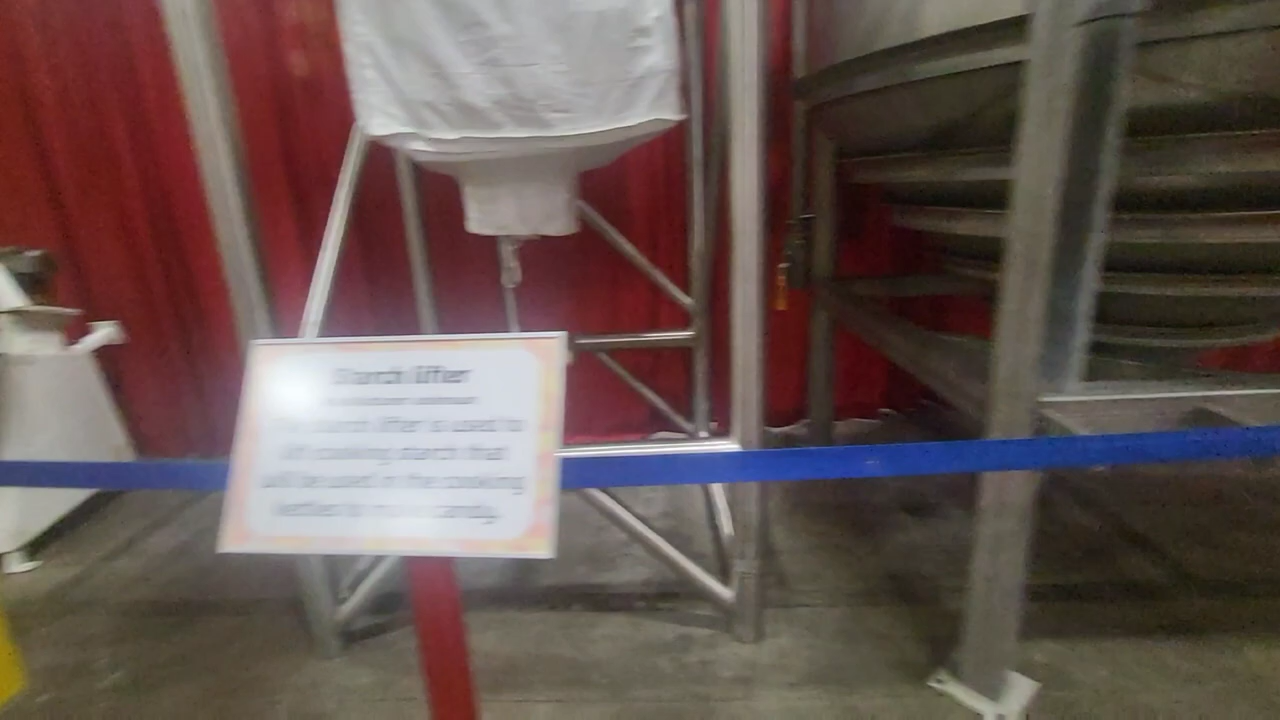 Starch lifter
starch lifter is used to
lift cooking starch that
will be used in the cooking
kettles to make candy.